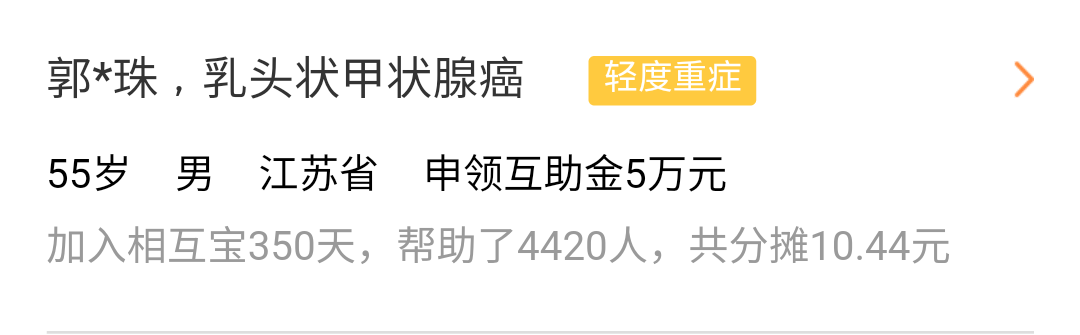 郭*珠，乳头状甲状腺癌 轻度重症
55岁 男 江苏省 申领互助金5万元
加入相互宝350天，帮助了4420人，共分摊10.44元